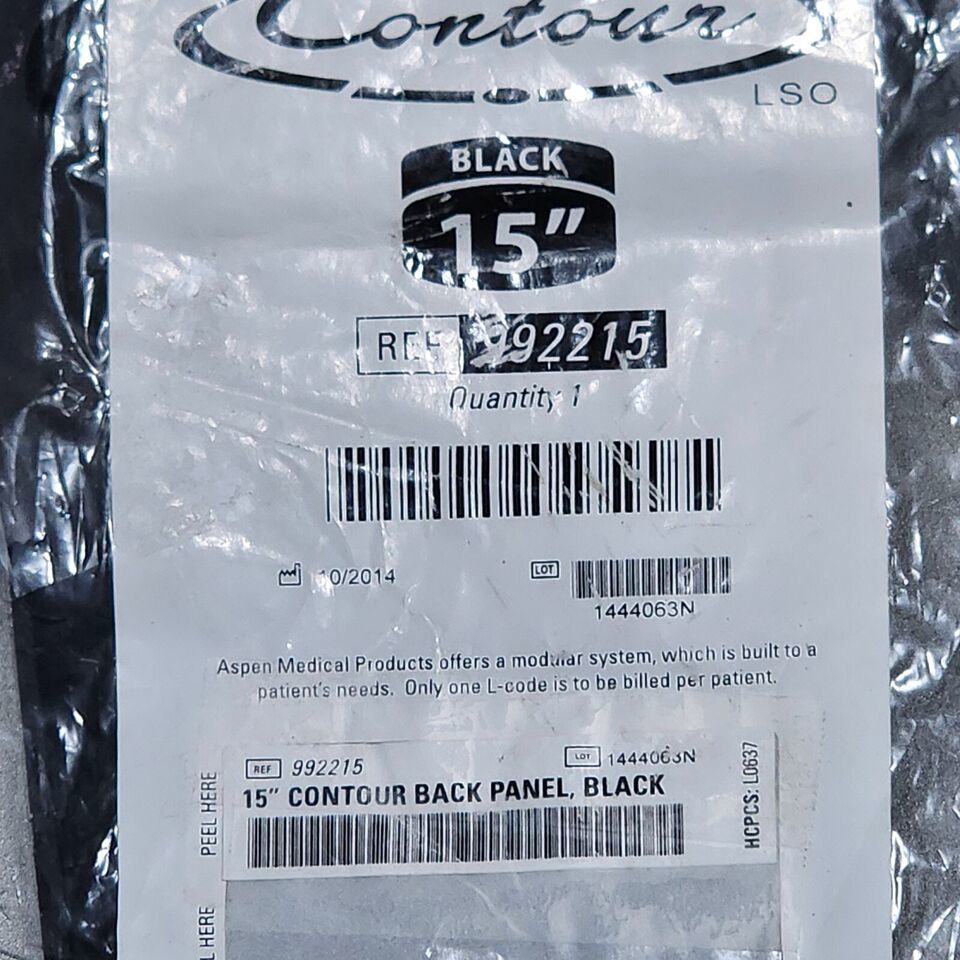 Contour
LSO
BLACK
15"
REF 992215
Quantity 1
10/2014
LOT
1444063N
Aspen Medical Products offers a modular system, which is built to a
patient's needs. Only one L-code is to be billed per patient.
REF 992215
LOT 1444063N
15" CONTOUR BACK PANEL, BLACK
HCPCS: L0637
PEEL HERE
L HERE